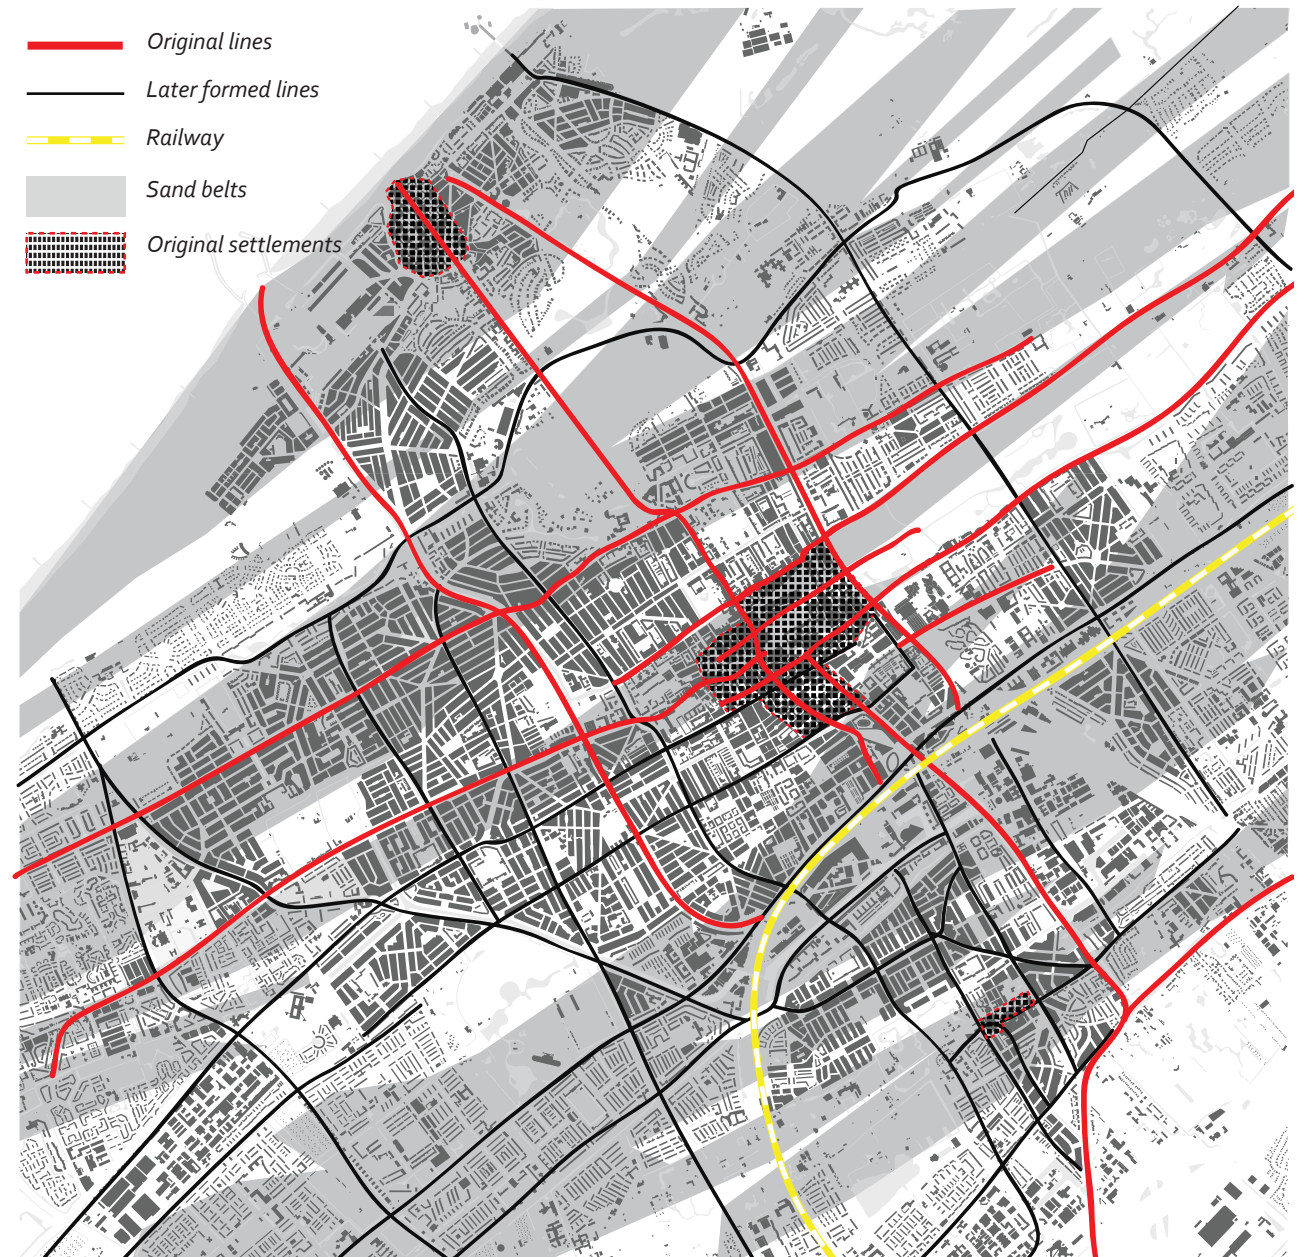 Original lines
Later formed lines
Railway
Sand belts
Original settlements